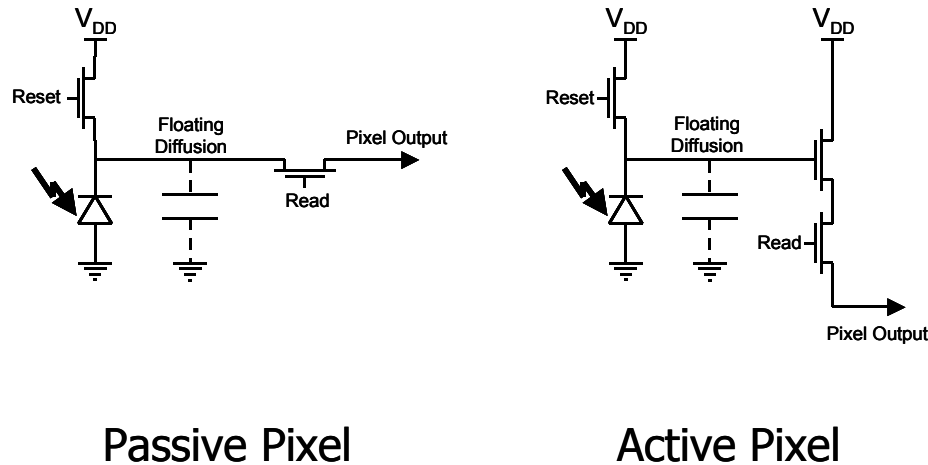 VDD
Reset
Floating
Diffusion
Pixel Output
Read
Passive Pixel
VDD
VDD
Reset
Floating
Diffusion
Read
Pixel Output
Active Pixel